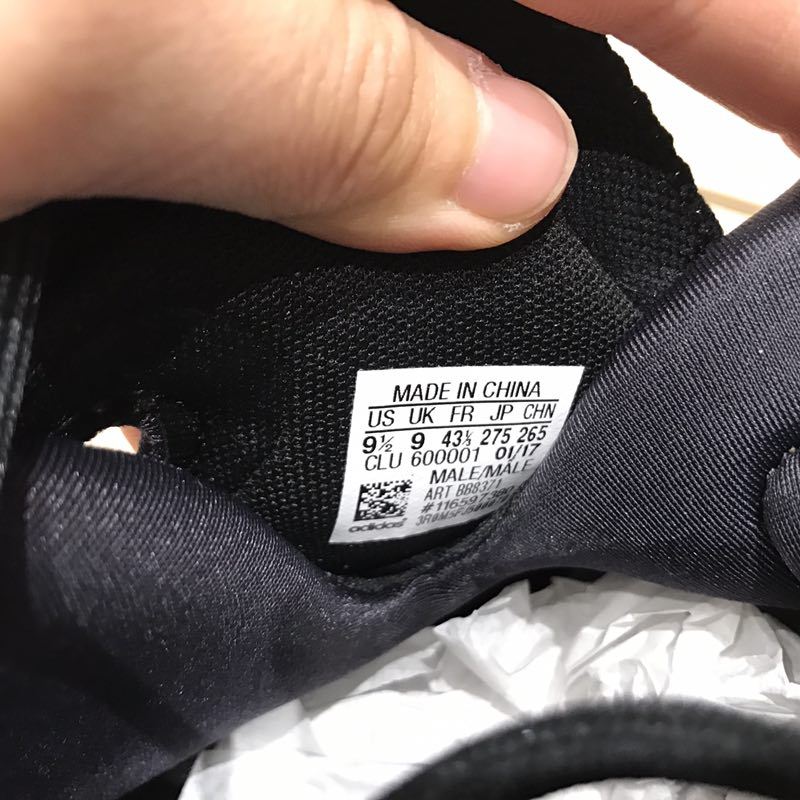 MADE IN CHINA
US UK FR JP CHN
9½ 9 43⅓ 275 265
CLU 600001 01/17
MALE/MALE
ART BB8371
adidas